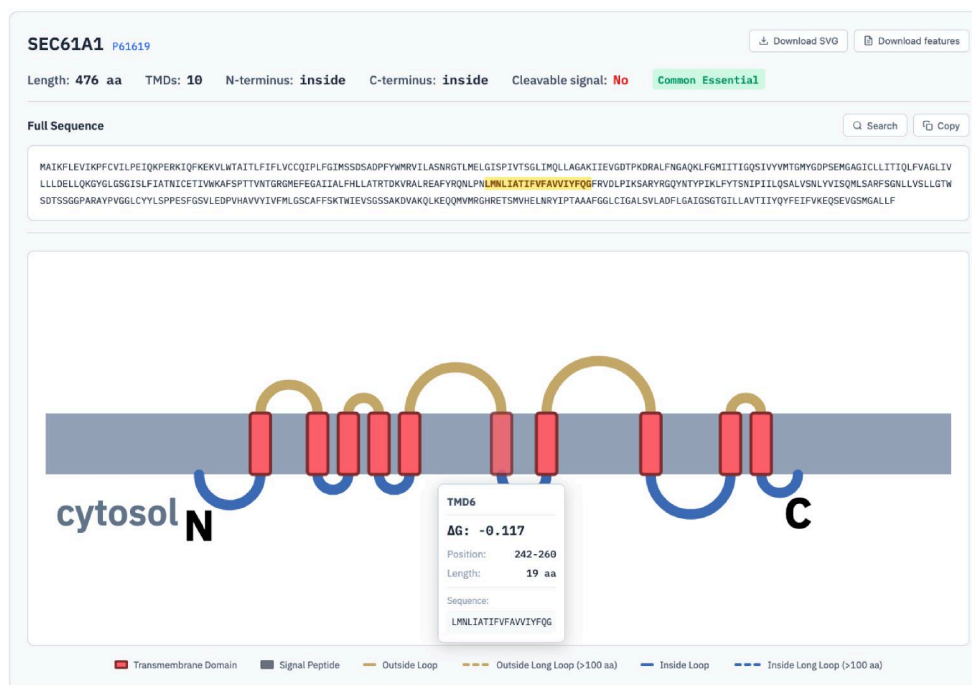 SEC61A1 P61619
Download SVG
Download features
Length: 476 aa TMDs: 10 N-terminus: inside C-terminus: inside Cleavable signal: No Common Essential
Full Sequence
Search
Copy
MAIKFLEVIKPFCVILPEIQKPERKIQFKEKVLWTAITLFIFLVCCQIPLFGIMSSDSADPFYWMRVILASNRGTLMELGISPIVTSGLIMQLLAGAKIIEVGDTPKDRALFNGAQKLFGMIITIGQSIVYVMTGMYGDPSEMGAGICLLITIQLFVAGLIV
LLLDELLQKGYGLGSGISLFIATNICETIVWKAFSPTTVNTGRGMEFEGAIIALFHLLATRTDKVRALREAFYRQNLPNLMNLIATIFVFAVVIYFQGFRVDLPIKSARYRGQYNTYPIKLFYTSNIPIILQSALVSNLYVISQMLSARFSGNLLVSLLGTW
SDTSSGGPARAYPVGGLCYYLSPPESFGSVLEDPVHAVVYIVFMLGSCAFFSKTWIEVSGSSAKDVAKQLKEQQMVMRGHRETSMVHELNRYIPTAAAFGGLCIGALSVLADFLGAIGSGTGILLAVTIIYQYFEIFVKEQSEVGSMGALLF
cytosol N
C
TMD6
ΔG: -0.117
Position: 242-260
Length: 19 aa
Sequence:
LMNLIATIFVFAVVIYFQG
Transmembrane Domain Signal Peptide Outside Loop Outside Long Loop (>100 aa) Inside Loop Inside Long Loop (>100 aa)